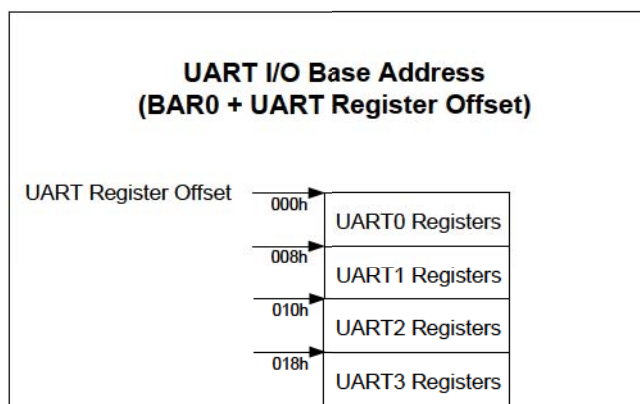 UART I/O Base Address
(BAR0 + UART Register Offset)
UART Register Offset
000h
UART0 Registers
008h
UART1 Registers
010h
UART2 Registers
018h
UART3 Registers